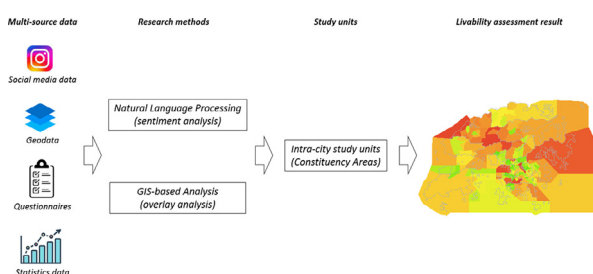 Multi-source data
Research methods
Study units
Livability assessment result
Social media data
Geodata
Questionnaires
Statistics data
Natural Language Processing
(sentiment analysis)
GIS-based Analysis
(overlay analysis)
Intra-city study units
(Constituency Areas)